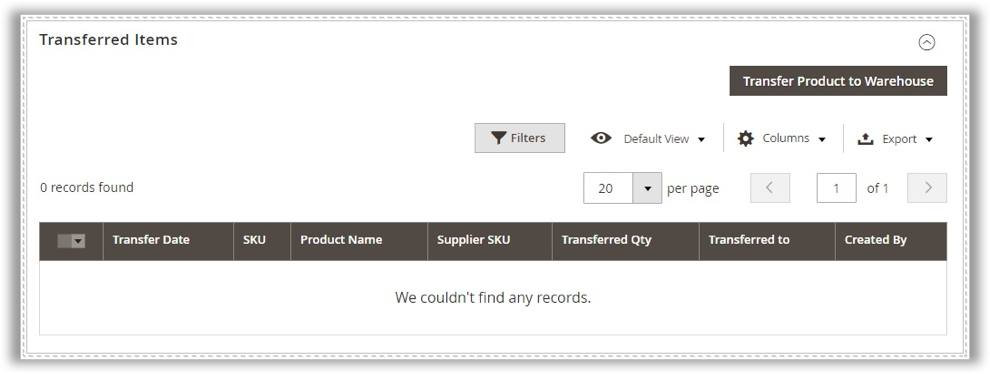 Transferred Items
Transfer Product to Warehouse
Filters Default View Columns Export
0 records found 20 per page 1 of 1
Transfer Date SKU Product Name Supplier SKU Transferred Qty Transferred to Created By
We couldn't find any records.